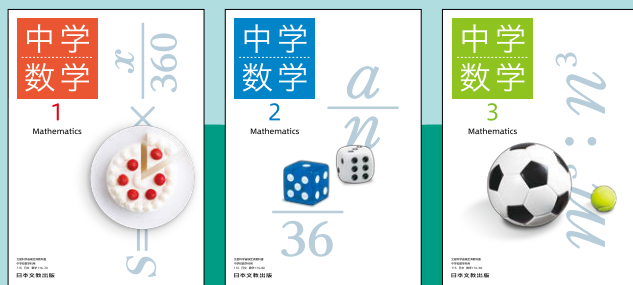 中学
数学
1
Mathematics
x
360
×
S=
日本文教出版
中学
数学
2
Mathematics
a
n
36
日本文教出版
中学
数学
3
Mathematics
m³:n³
日本文教出版